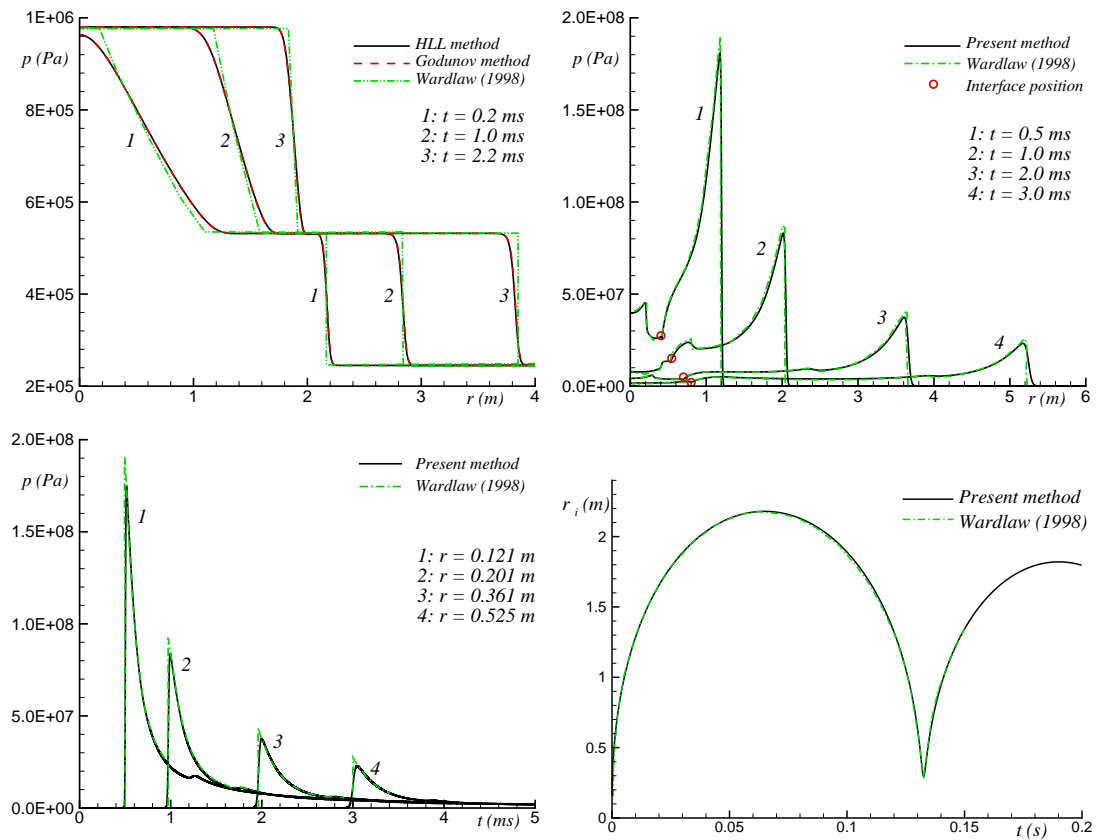 1E+06
p (Pa)
8E+05
6E+05
4E+05
2E+05
HLL method
Godunov method
Wardlaw (1998)
1: t = 0.2 ms
2: t = 1.0 ms
3: t = 2.2 ms
1
2
3
1
2
3
0
1
2
3
4
r (m)
2.0E+08
p (Pa)
1.5E+08
1.0E+08
5.0E+07
0.0E+00
Present method
Wardlaw (1998)
Interface position
1: t = 0.5 ms
2: t = 1.0 ms
3: t = 2.0 ms
4: t = 3.0 ms
1
2
3
4
0
1
2
3
4
5
6
r (m)
2.0E+08
p (Pa)
1.5E+08
1.0E+08
5.0E+07
0.0E+00
Present method
Wardlaw (1998)
1: r = 0.121 m
2: r = 0.201 m
3: r = 0.361 m
4: r = 0.525 m
1
2
3
4
0
1
2
3
4
5
t (ms)
r i (m)
2
1.5
1
0.5
0
Present method
Wardlaw (1998)
0
0.05
0.1
0.15
0.2
t (s)